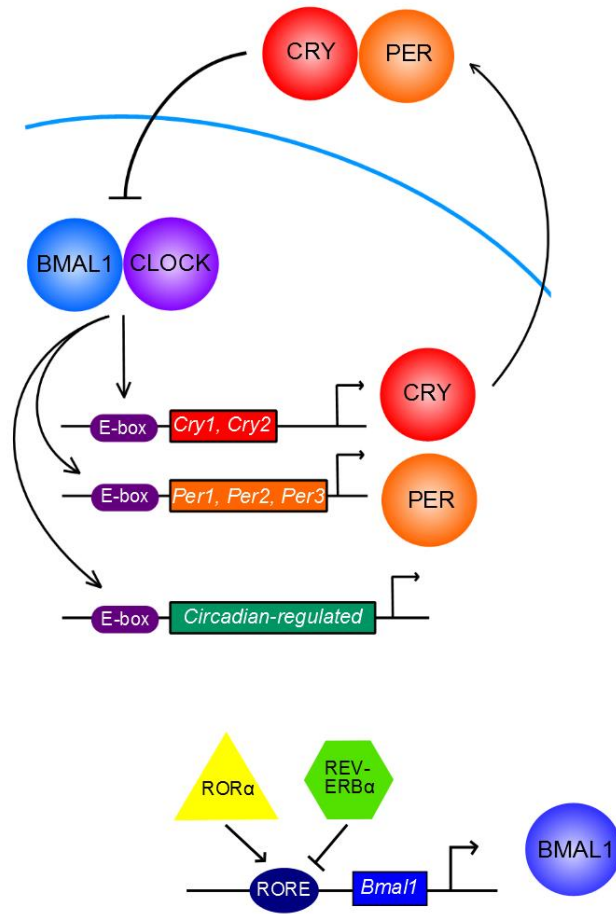 CRY PER
BMAL1 CLOCK
E-box Cry1, Cry2 CRY
E-box Per1, Per2, Per3 PER
E-box Circadian-regulated
RORα
REV-
ERBα
RORE Bmal1 BMAL1